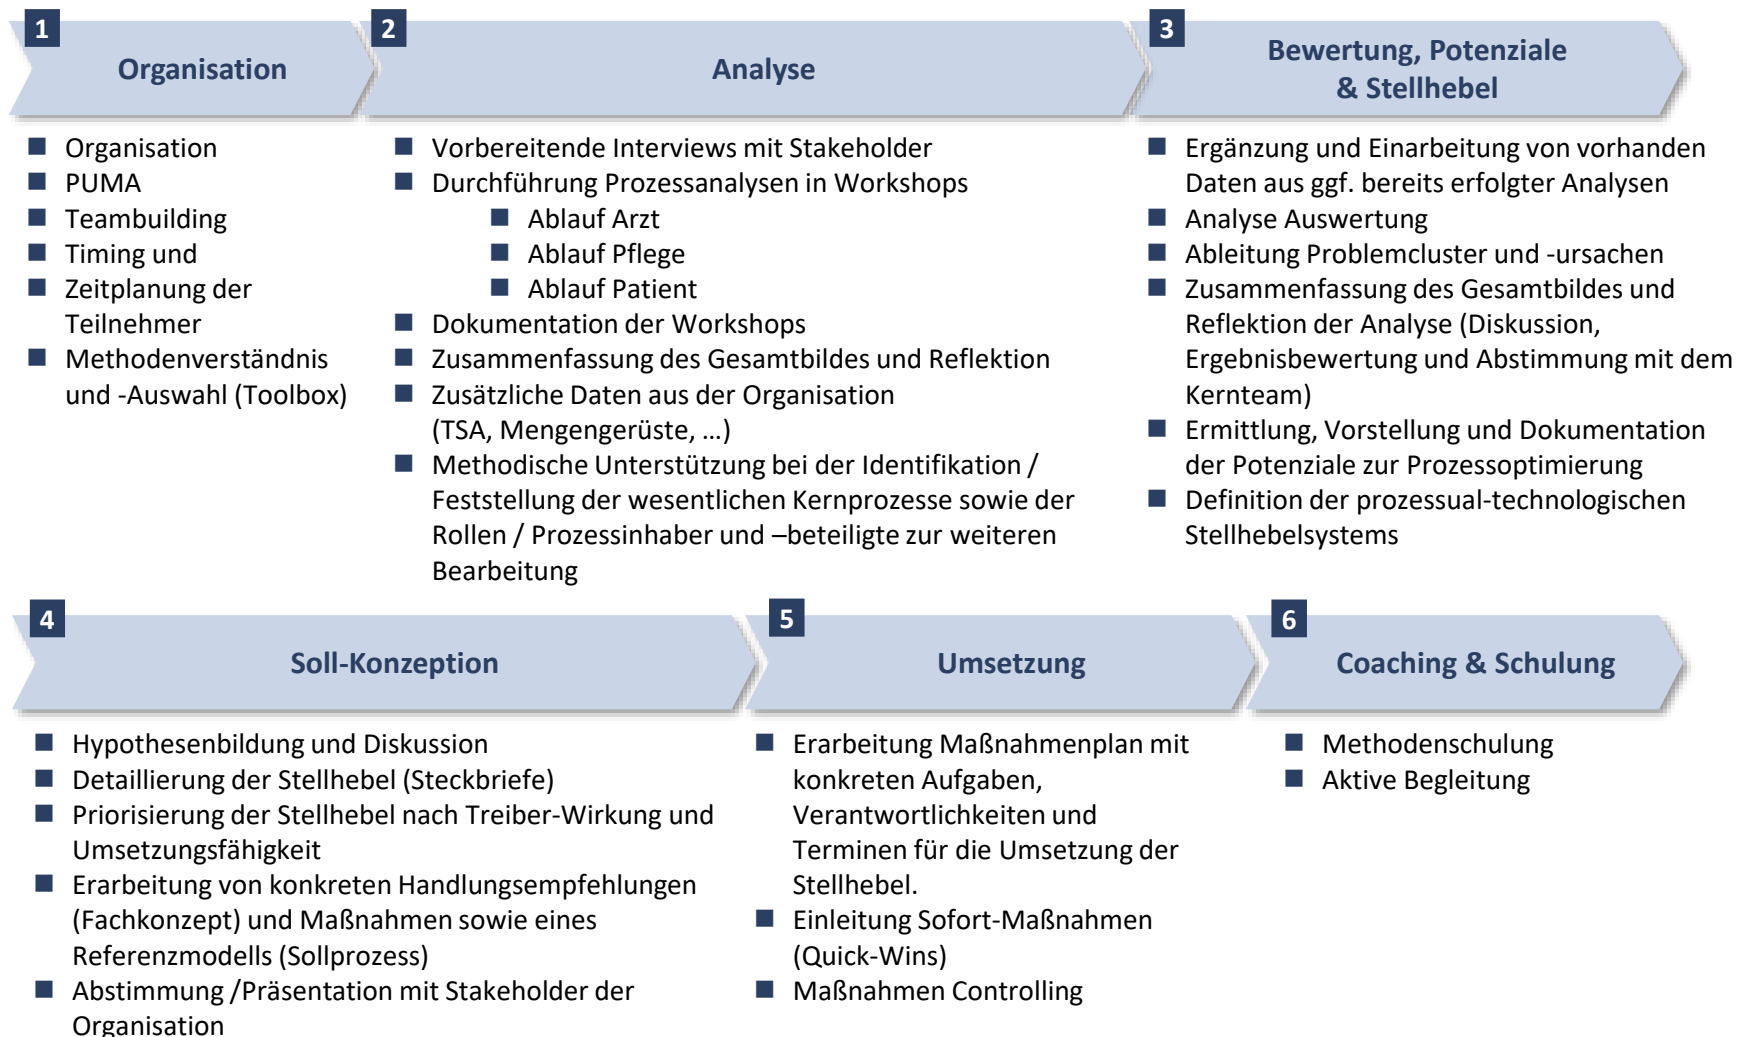 1
Organisation
Organisation
PUMA
Teambuilding
Timing und
Zeitplanung der
Teilnehmer
Methodenverständnis
und -Auswahl (Toolbox)
2
Analyse
Vorbereitende Interviews mit Stakeholder
Durchführung Prozessanalysen in Workshops
Ablauf Arzt
Ablauf Pflege
Ablauf Patient
Dokumentation der Workshops
Zusammenfassung des Gesamtbildes und Reflektion
Zusätzliche Daten aus der Organisation
(TSA, Mengengerüste, …)
Methodische Unterstützung bei der Identifikation /
Feststellung der wesentlichen Kernprozesse sowie der
Rollen / Prozessinhaber und –beteiligte zur weiteren
Bearbeitung
3
Bewertung, Potenziale
& Stellhebel
Ergänzung und Einarbeitung von vorhanden
Daten aus ggf. bereits erfolgter Analysen
Analyse Auswertung
Ableitung Problemcluster und -ursachen
Zusammenfassung des Gesamtbildes und
Reflektion der Analyse (Diskussion,
Ergebnisbewertung und Abstimmung mit dem
Kernteam)
Ermittlung, Vorstellung und Dokumentation
der Potenziale zur Prozessoptimierung
Definition der prozessual-technologischen
Stellhebelsystems
4
Soll-Konzeption
Hypothesenbildung und Diskussion
Detaillierung der Stellhebel (Steckbriefe)
Priorisierung der Stellhebel nach Treiber-Wirkung und
Umsetzungsfähigkeit
Erarbeitung von konkreten Handlungsempfehlungen
(Fachkonzept) und Maßnahmen sowie eines
Referenzmodells (Sollprozess)
Abstimmung /Präsentation mit Stakeholder der
Organisation
5
Umsetzung
Erarbeitung Maßnahmenplan mit
konkreten Aufgaben,
Verantwortlichkeiten und
Terminen für die Umsetzung der
Stellhebel.
Einleitung Sofort-Maßnahmen
(Quick-Wins)
Maßnahmen Controlling
6
Coaching & Schulung
Methodenschulung
Aktive Begleitung